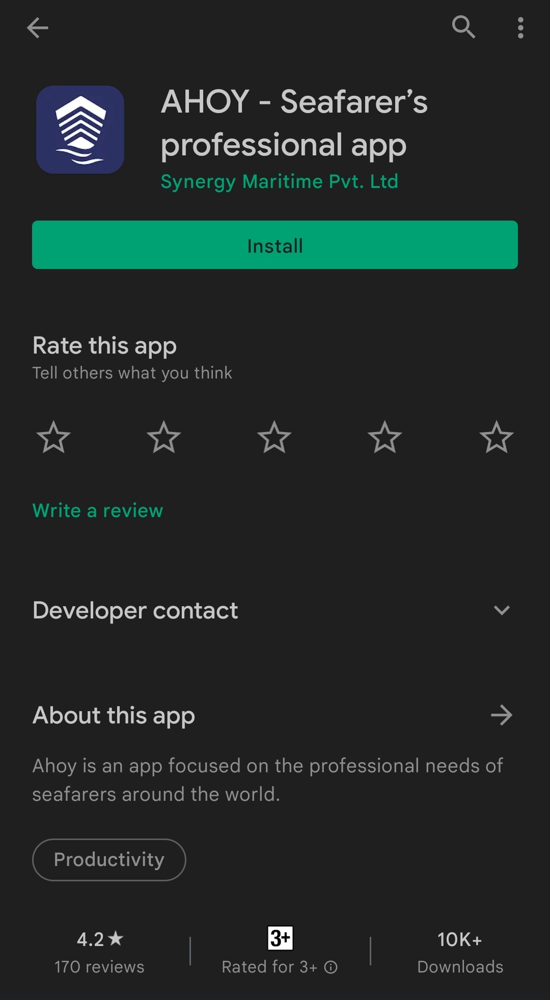 AHOY - Seafarer’s
professional app
Synergy Maritime Pvt. Ltd
Install
Rate this app
Tell others what you think
Write a review
Developer contact
About this app
Ahoy is an app focused on the professional needs of
seafarers around the world.
Productivity
4.2★ 3+ 10K+
170 reviews Rated for 3+ Downloads